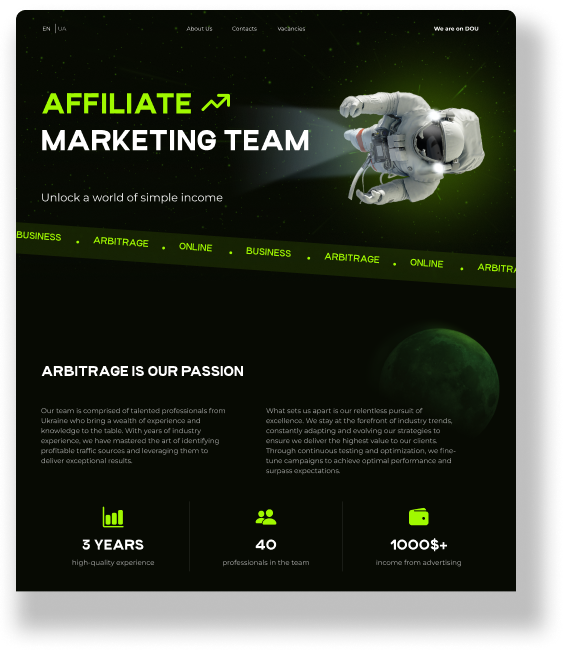 EN | UA
About Us
Contacts
Vacancies
We are on DOU
AFFILIATE
MARKETING TEAM
Unlock a world of simple income
BUSINESS • ARBITRAGE • ONLINE • BUSINESS • ARBITRAGE • ONLINE • ARBITRA
ARBITRAGE IS OUR PASSION
Our team is comprised of talented professionals from
Ukraine who bring a wealth of experience and
knowledge to the table. With years of industry
experience, we have mastered the art of identifying
profitable traffic sources and leveraging them to
deliver exceptional results.
What sets us apart is our relentless pursuit of
excellence. We stay at the forefront of industry trends,
constantly adapting and evolving our strategies to
ensure we deliver the highest value to our clients.
Through continuous testing and optimization, we fine-
tune campaigns to achieve optimal performance and
surpass expectations.
3 YEARS
high-quality experience
40
professionals in the team
1000$+
income from advertising